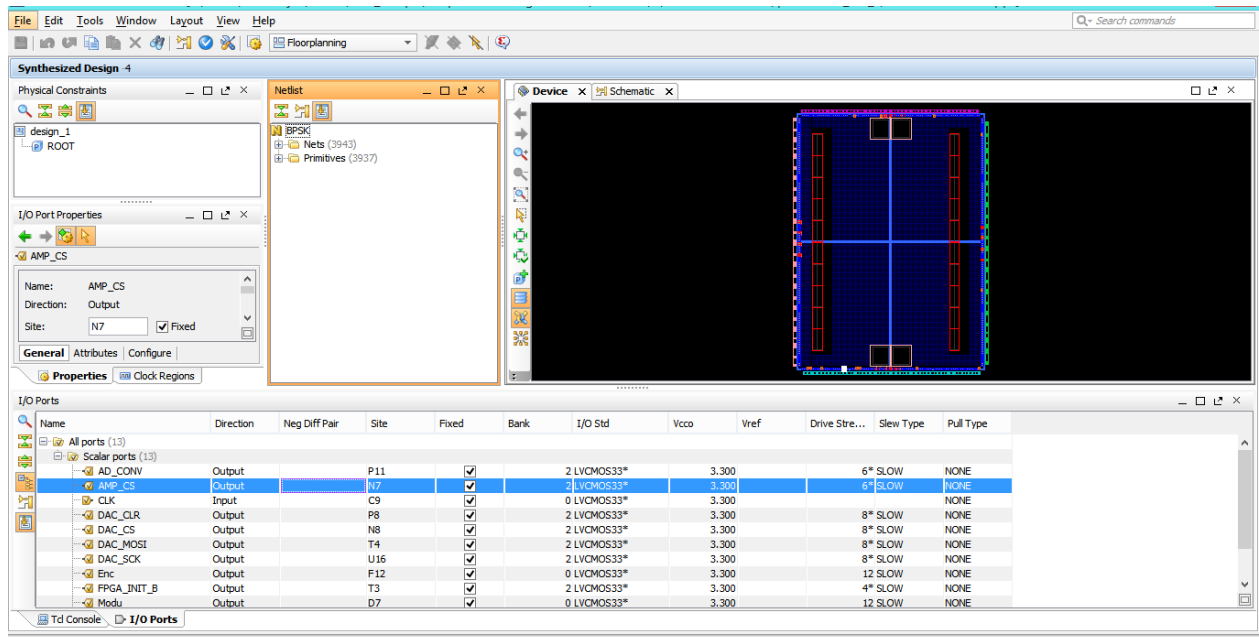 File Edit Tools Window Layout View Help
Q- Search commands
Floorplanning
Synthesized Design -4
Physical Constraints
design_1
ROOT
I/O Port Properties
AMP_CS
Name: AMP_CS
Direction: Output
Site: N7 Fixed
General Attributes Configure
Properties Clock Regions
Netlist
BPSK
Nets (3943)
Primitives (3937)
Device Schematic
I/O Ports
Name Direction Neg Diff Pair Site Fixed Bank I/O Std Vcco Vref Drive Stre... Slew Type Pull Type
All ports (13)
Scalar ports (13)
AD_CONV Output P11 2 LVCMOS33* 3.300 6* SLOW NONE
AMP_CS Output N7 2 LVCMOS33* 3.300 6* SLOW NONE
CLK Input C9 0 LVCMOS33* 3.300 NONE
DAC_CLR Output P8 2 LVCMOS33* 3.300 8* SLOW NONE
DAC_CS Output N8 2 LVCMOS33* 3.300 8* SLOW NONE
DAC_MOSI Output T4 2 LVCMOS33* 3.300 8* SLOW NONE
DAC_SCK Output U16 2 LVCMOS33* 3.300 8* SLOW NONE
Enc Output F12 0 LVCMOS33* 3.300 12 SLOW NONE
FPGA_INIT_B Output T3 2 LVCMOS33* 3.300 4* SLOW NONE
Modu Output D7 0 LVCMOS33* 3.300 12 SLOW NONE
Tcl Console I/O Ports